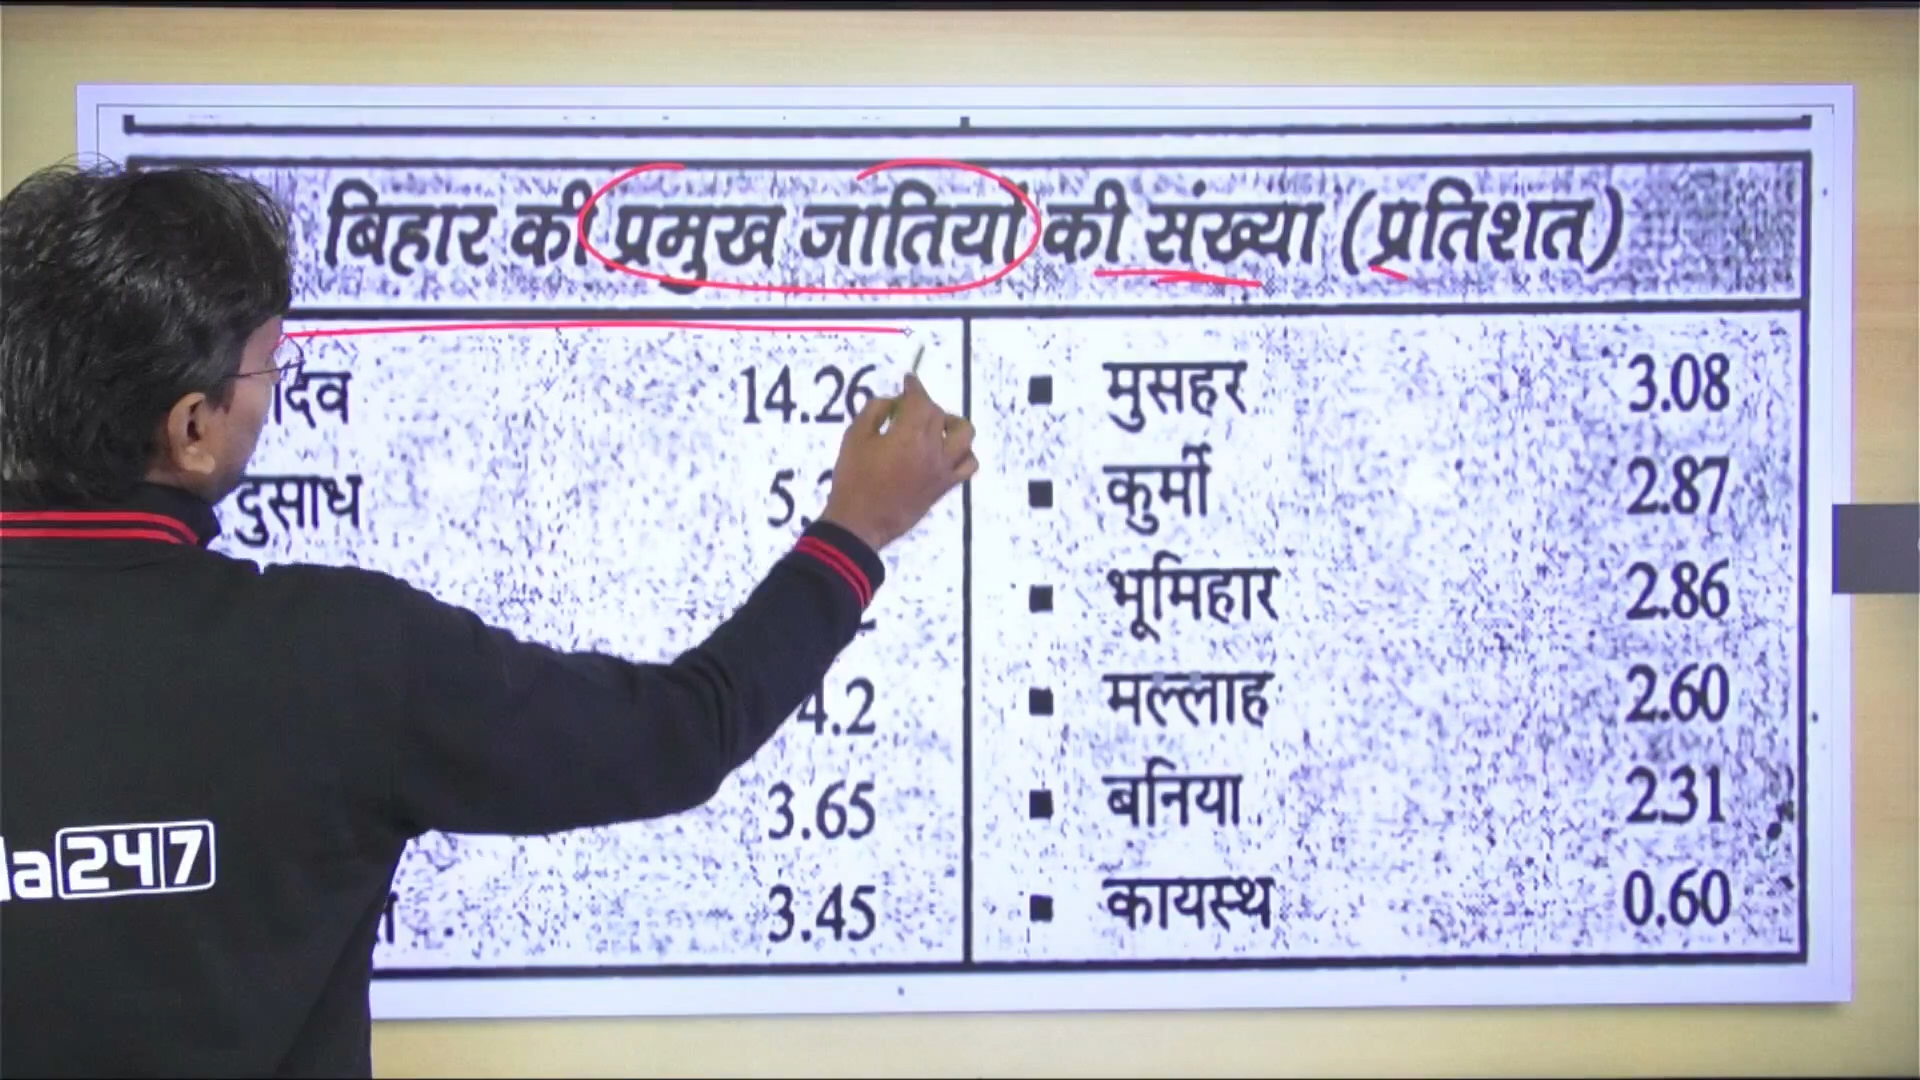 बिहार की प्रमुख जातियों की संख्या (प्रतिशत)
14.26
दुसाध
4.2
3.65
3.45
मुसहर 3.08
कुर्मी 2.87
भूमिहार 2.86
मल्लाह 2.60
बनिया 2.31
कायस्थ 0.60
247